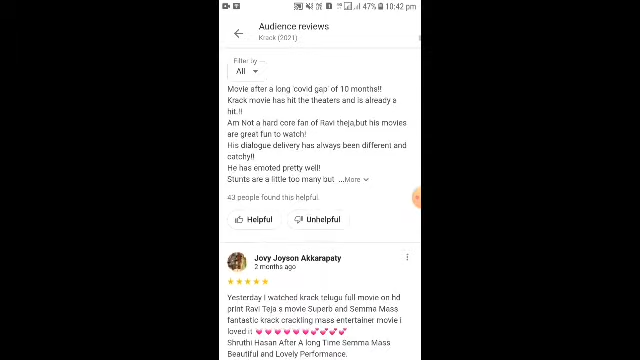 47% 10:42 pm
Audience reviews
Krack (2021)
Filter by
All
Movie after a long 'covid gap' of 10 months!!
Krack movie has hit the theaters and is already a
hit.!!
Am Not a hard core fan of Ravi theja,but his movies
are great fun to watch!
His dialogue delivery has always been different and
catchy!!
He has emoted pretty well!
Stunts are a little too many but ...More
43 people found this helpful.
Helpful Unhelpful
Jovy Joyson Akkarapaty
2 months ago
Yesterday I watched krack telugu full movie on hd
print Ravi Teja s movie Superb and Semma Mass
fantastic krack crackling mass entertainer movie i
loved it 💗💗💗💗💗💗💕💕💕💕
Shruthi Hasan After A long Time Semma Mass
Beautiful and Lovely Performance.